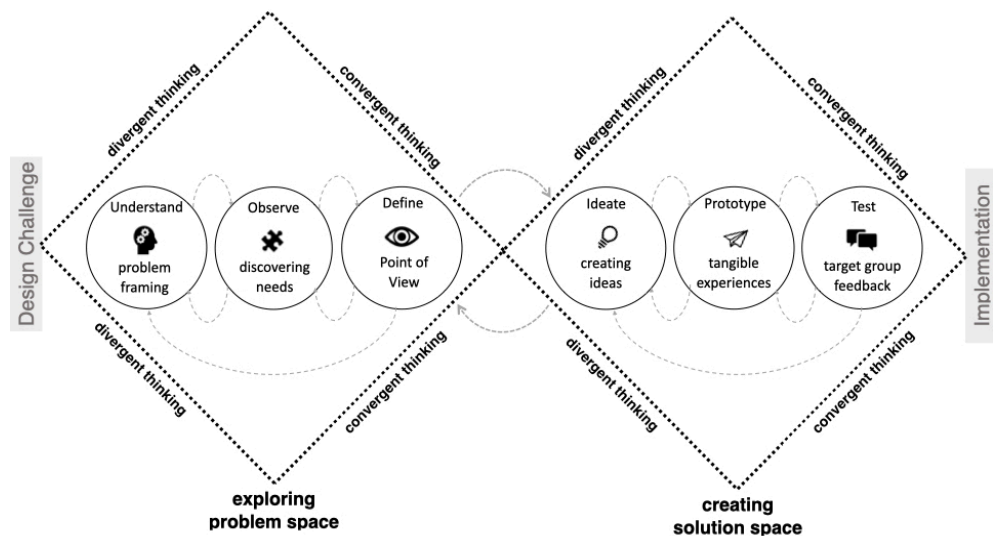 Design Challenge
divergent thinking
convergent thinking
divergent thinking
convergent thinking
Understand
problem
framing
Observe
discovering
needs
Define
Point of
View
Ideate
creating
ideas
Prototype
tangible
experiences
Test
target group
feedback
Implementation
divergent thinking
convergent thinking
divergent thinking
convergent thinking
exploring
problem space
creating
solution space